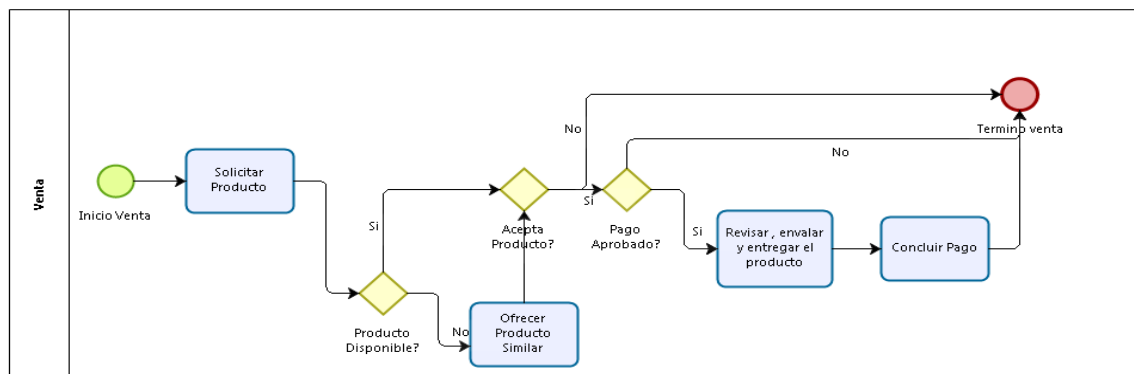 Venta
Inicio Venta
Solicitar
Producto
Si
Producto
Disponible?
No
Ofrecer
Producto
Similar
Acepta
Producto?
No
Si
Pago
Aprobado?
No
Si
Revisar , envalar
y entregar el
producto
Concluir Pago
Termino venta